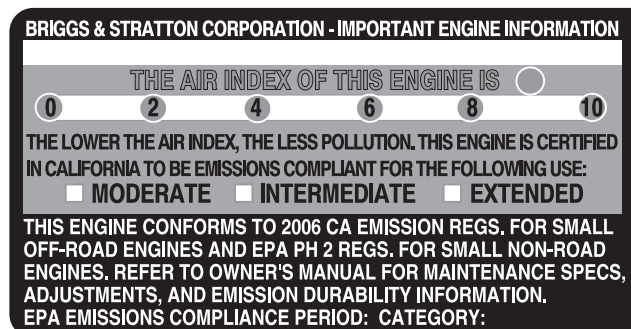 BRIGGS & STRATTON CORPORATION - IMPORTANT ENGINE INFORMATION
THE AIR INDEX OF THIS ENGINE IS
0 2 4 6 8 10
THE LOWER THE AIR INDEX, THE LESS POLLUTION. THIS ENGINE IS CERTIFIED
IN CALIFORNIA TO BE EMISSIONS COMPLIANT FOR THE FOLLOWING USE:
MODERATE INTERMEDIATE EXTENDED
THIS ENGINE CONFORMS TO 2006 CA EMISSION REGS. FOR SMALL
OFF-ROAD ENGINES AND EPA PH 2 REGS. FOR SMALL NON-ROAD
ENGINES. REFER TO OWNER'S MANUAL FOR MAINTENANCE SPECS,
ADJUSTMENTS, AND EMISSION DURABILITY INFORMATION.
EPA EMISSIONS COMPLIANCE PERIOD: CATEGORY: